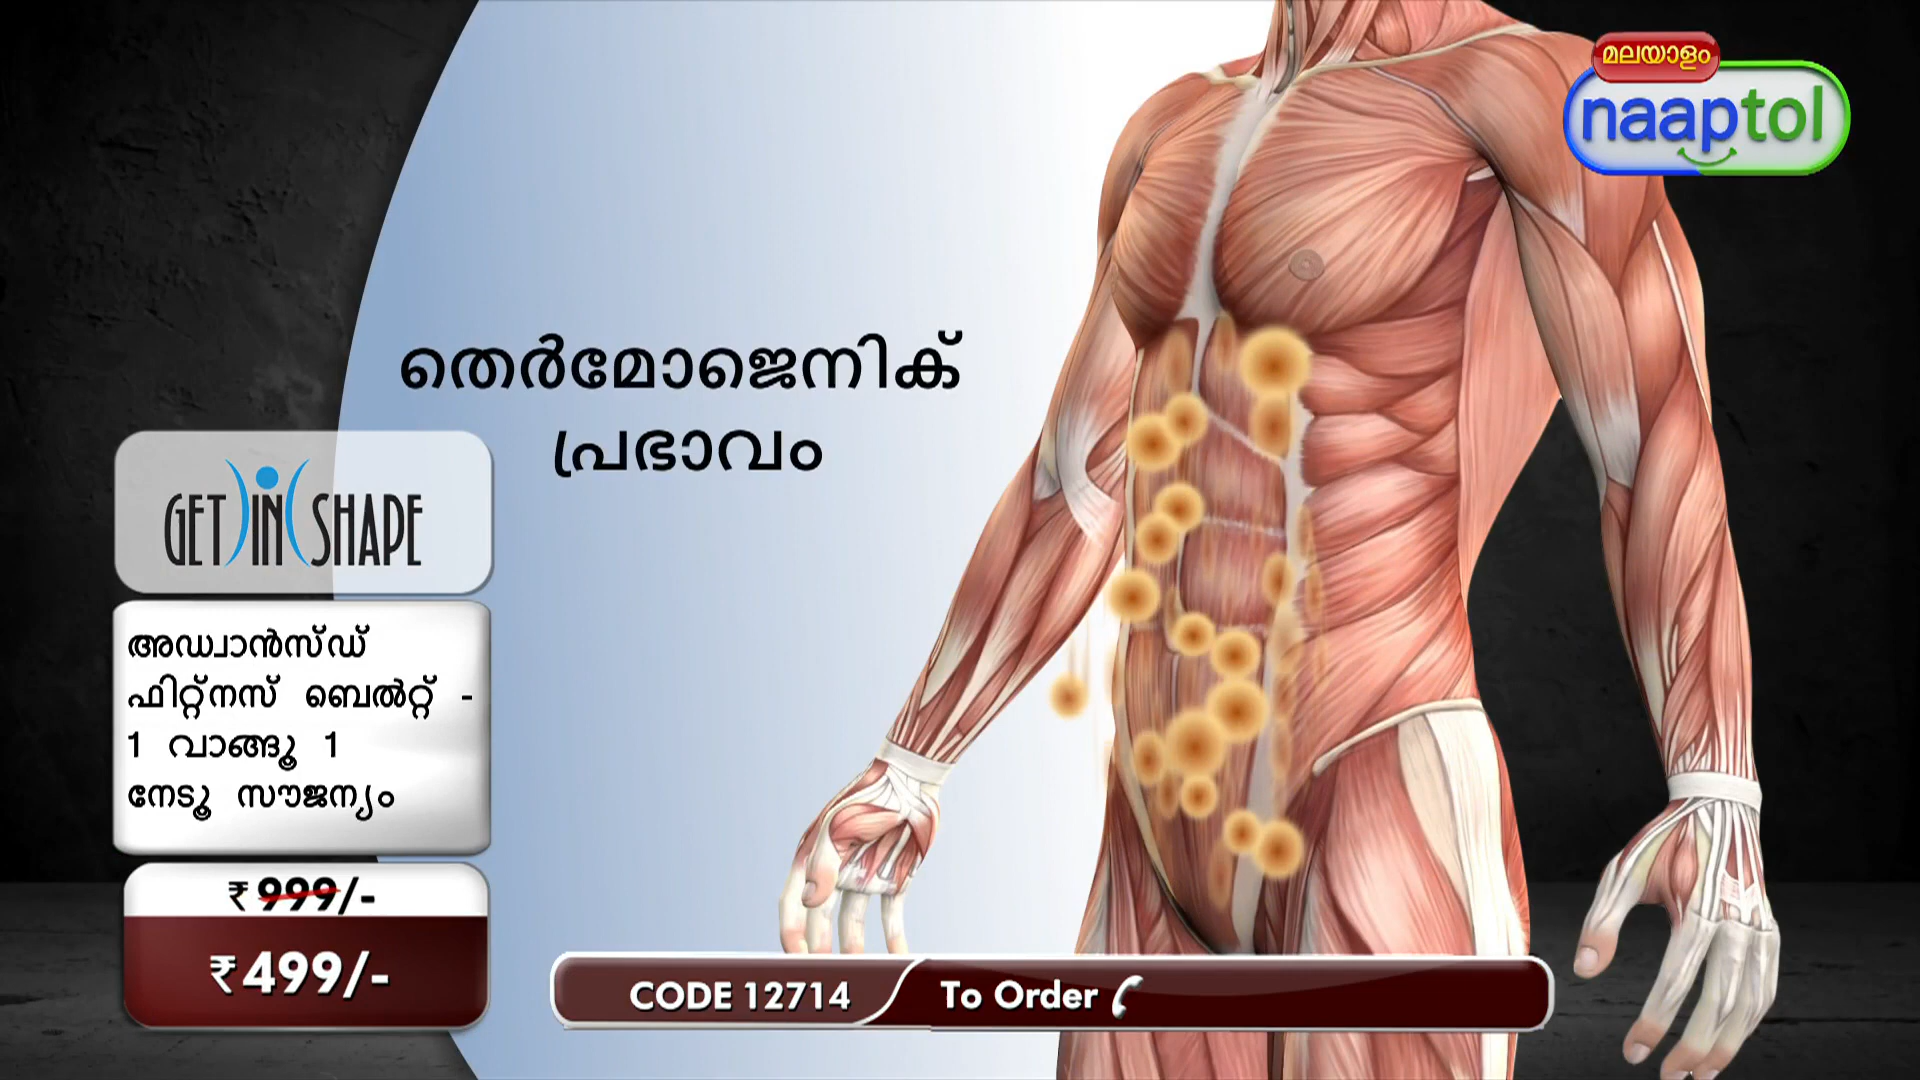 മലയാളം
naaptol
തെർമോജെനിക്
പ്രഭാവം
GET IN SHAPE
അഡ്വാൻസ്ഡ്
ഫിറ്റ്നസ് ബെൽറ്റ് -
1 വാങ്ങൂ 1
നേടൂ സൗജന്യം
₹999/-
₹499/-
CODE 12714 To Order